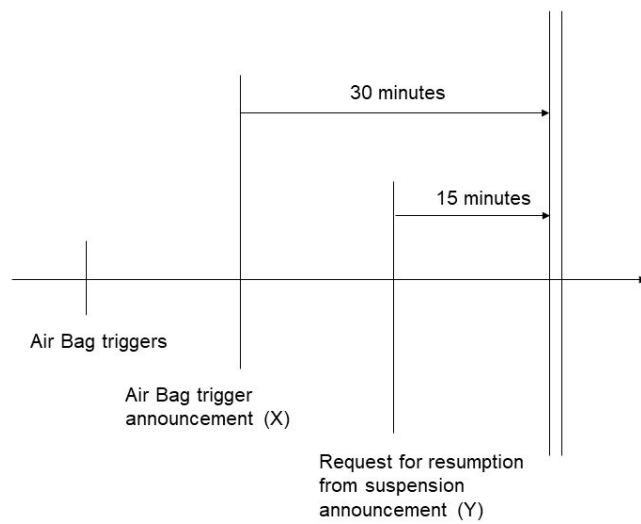 30 minutes
15 minutes
Air Bag triggers
Air Bag trigger
announcement (X)
Request for resumption
from suspension
announcement (Y)